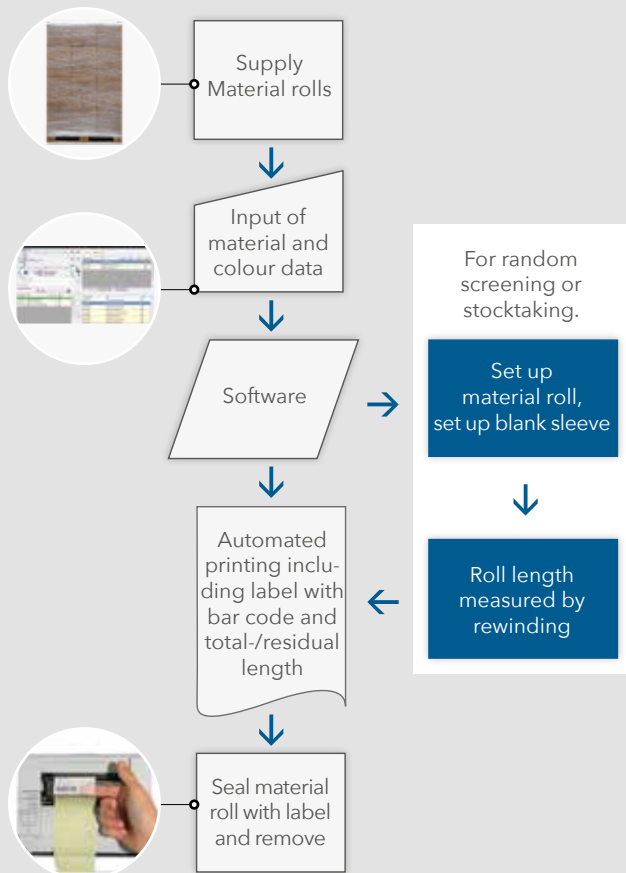 Supply
Material rolls
Input of
material and
colour data
For random
screening or
stocktaking.
Software
Set up
material roll,
set up blank sleeve
Automated
printing inclu-
ding label with
bar code and
total-/residual
length
Roll length
measured by
rewinding
Seal material
roll with label
and remove